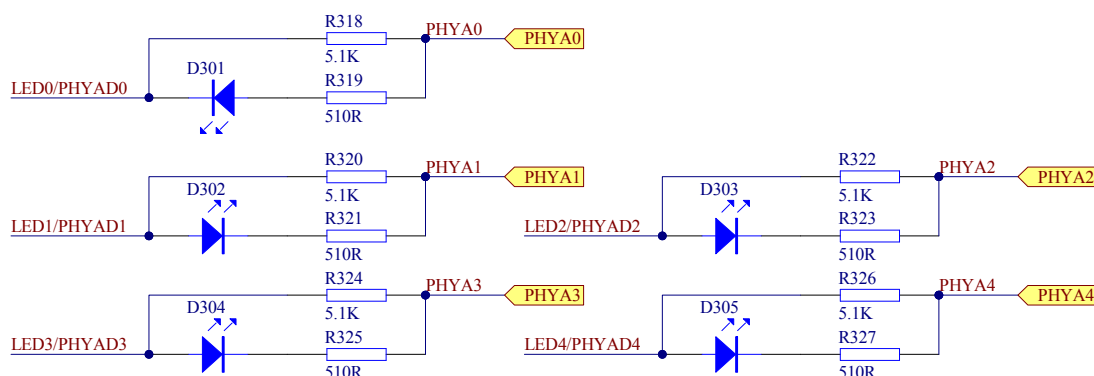 R318
PHYA0
PHYA0
5.1K
D301
R319
LED0/PHYAD0
510R
R320
PHYA1
PHYA1
D302
5.1K
R321
LED1/PHYAD1
510R
R322
PHYA2
PHYA2
D303
5.1K
R323
LED2/PHYAD2
510R
R324
PHYA3
PHYA3
D304
5.1K
R325
LED3/PHYAD3
510R
R326
PHYA4
PHYA4
D305
5.1K
R327
LED4/PHYAD4
510R